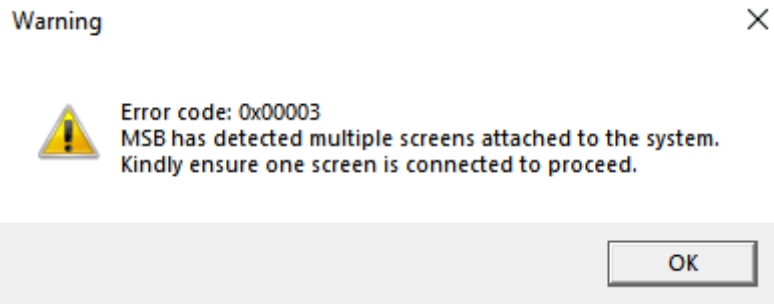 Warning
Error code: 0x00003
MSB has detected multiple screens attached to the system.
Kindly ensure one screen is connected to proceed.
OK